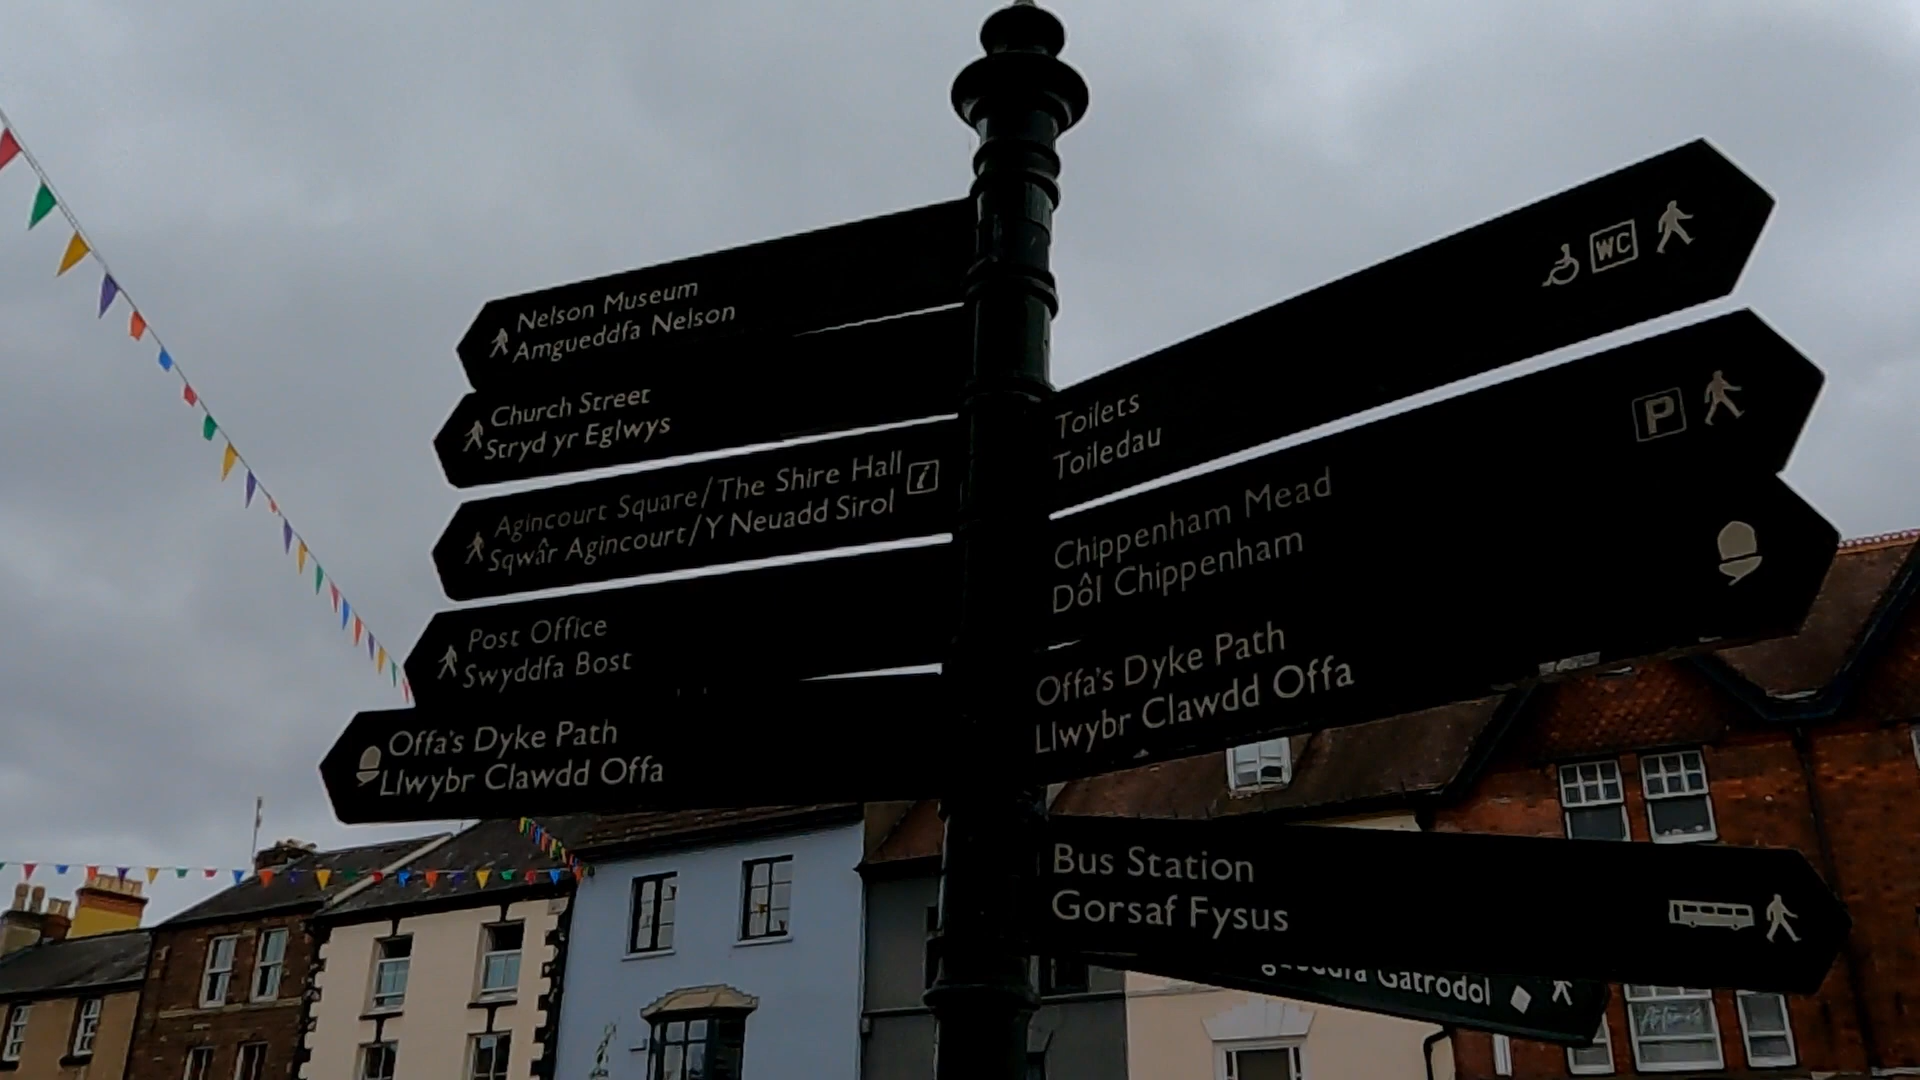 Nelson Museum
Amgueddfa Nelson
Church Street
Stryd yr Eglwys
Agincourt Square/The Shire Hall i
Sqwâr Agincourt/Y Neuadd Sirol
Post Office
Swyddfa Bost
Offa's Dyke Path
Llwybr Clawdd Offa
WC
Toilets
Toiledau
P
Chippenham Mead
Dôl Chippenham
Offa's Dyke Path
Llwybr Clawdd Offa
Bus Station
Gorsaf Fysus
Gatrodol